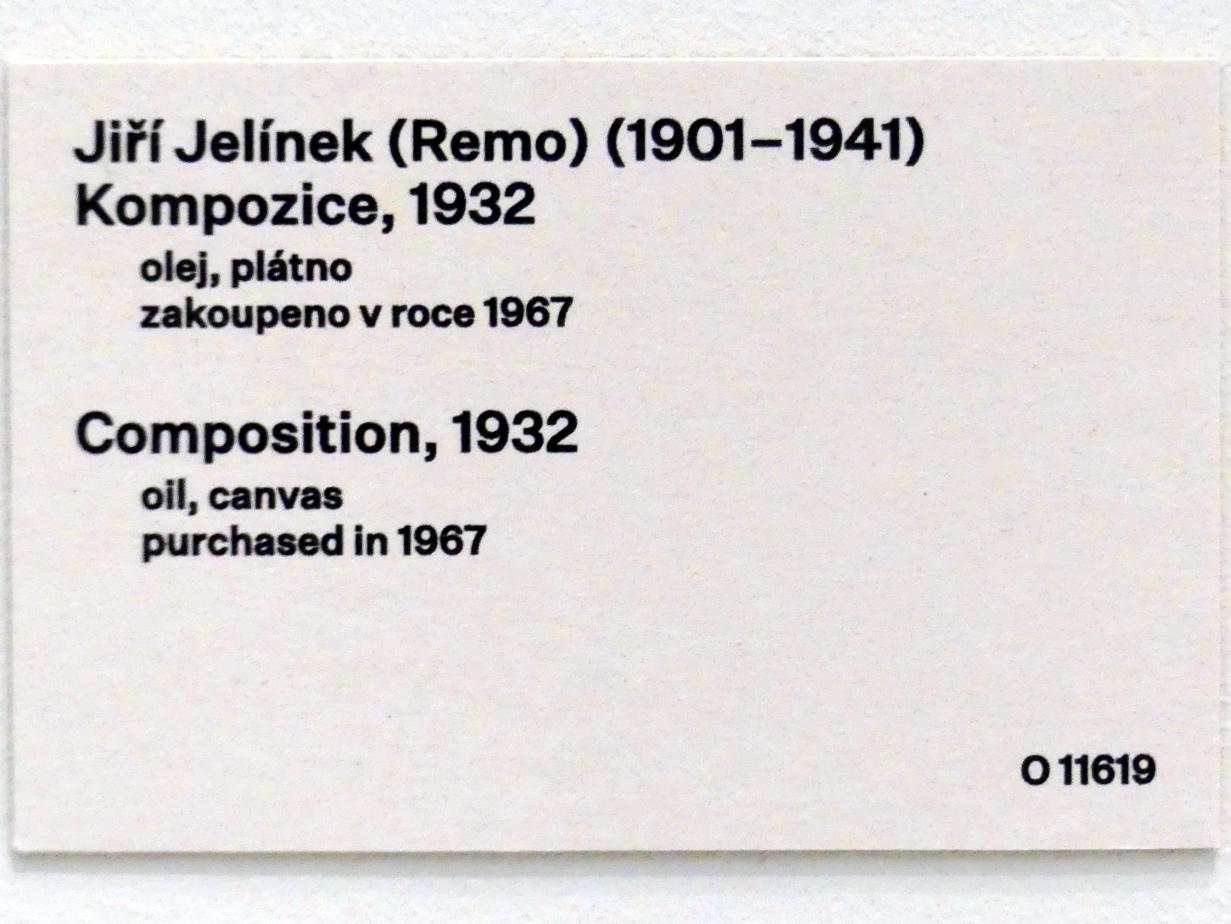 Jiří Jelínek (Remo) (1901–1941)
Kompozice, 1932
olej, plátno
zakoupeno v roce 1967
Composition, 1932
oil, canvas
purchased in 1967
O 11619